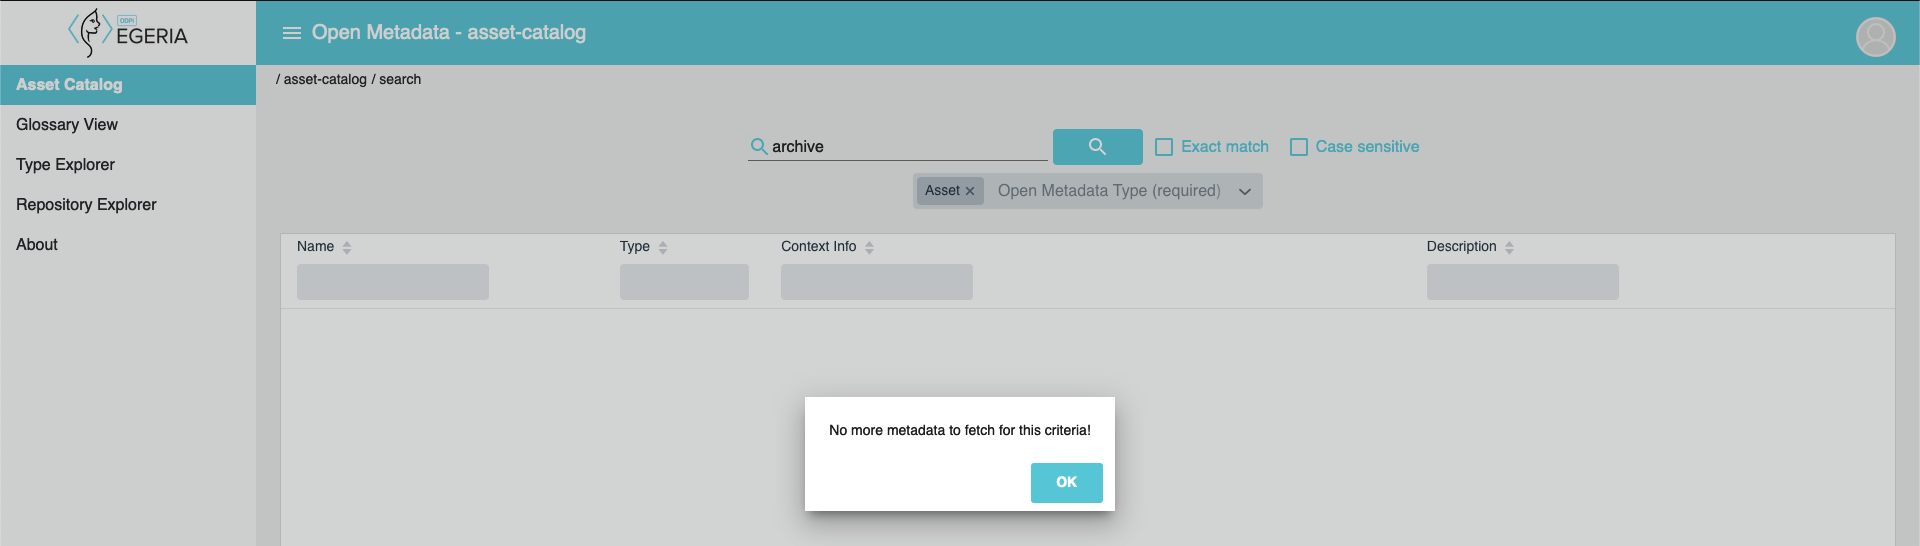 ODPi
EGERIA
Open Metadata - asset-catalog
Asset Catalog
Glossary View
Type Explorer
Repository Explorer
About
/ asset-catalog / search
archive
Exact match
Case sensitive
Asset ×
Open Metadata Type (required)
Name
Type
Context Info
Description
No more metadata to fetch for this criteria!
OK